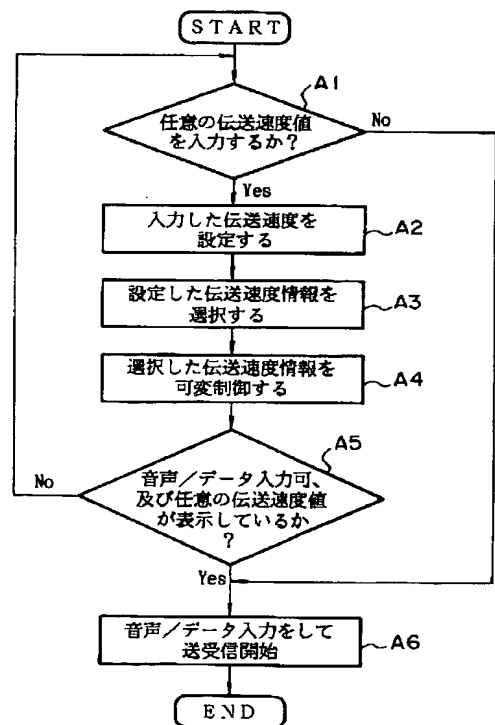 START
A1
任意の伝送速度値
を入力するか?
No
Yes
入力した伝送速度を
設定する
A2
設定した伝送速度情報を
選択する
A3
選択した伝送速度情報を
可変制御する
A4
A5
No
音声/データ入力可、
及び任意の伝送速度値
が表示しているか
?
Yes
音声/データ入力をして
送受信開始
A6
END